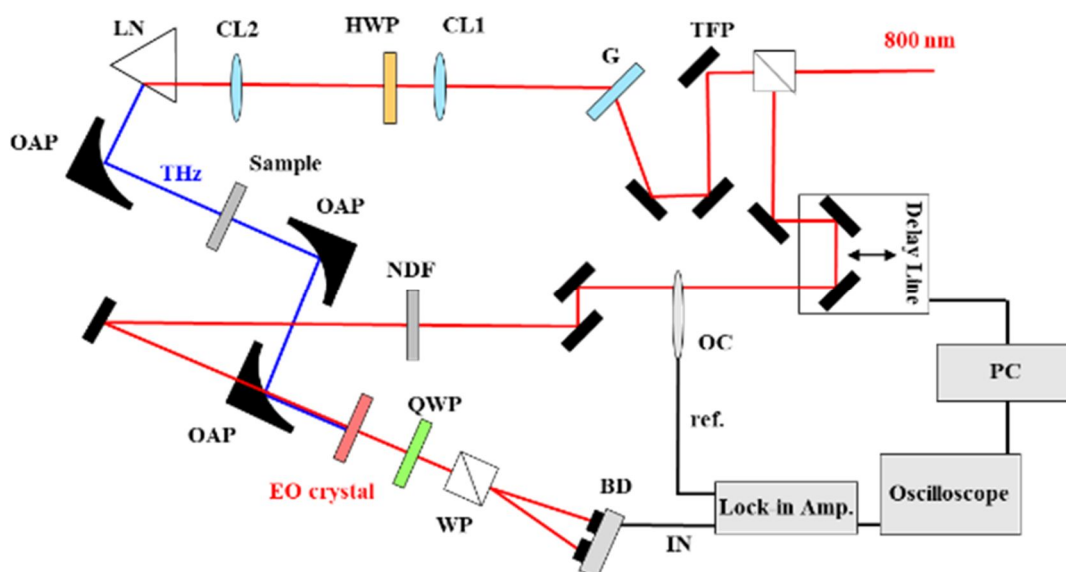 LN
CL2
HWP
CL1
G
TFP
800 nm
OAP
THz
Sample
OAP
NDF
Delay Line
OC
PC
OAP
QWP
ref.
EO crystal
WP
BD
IN
Lock-in Amp.
Oscilloscope